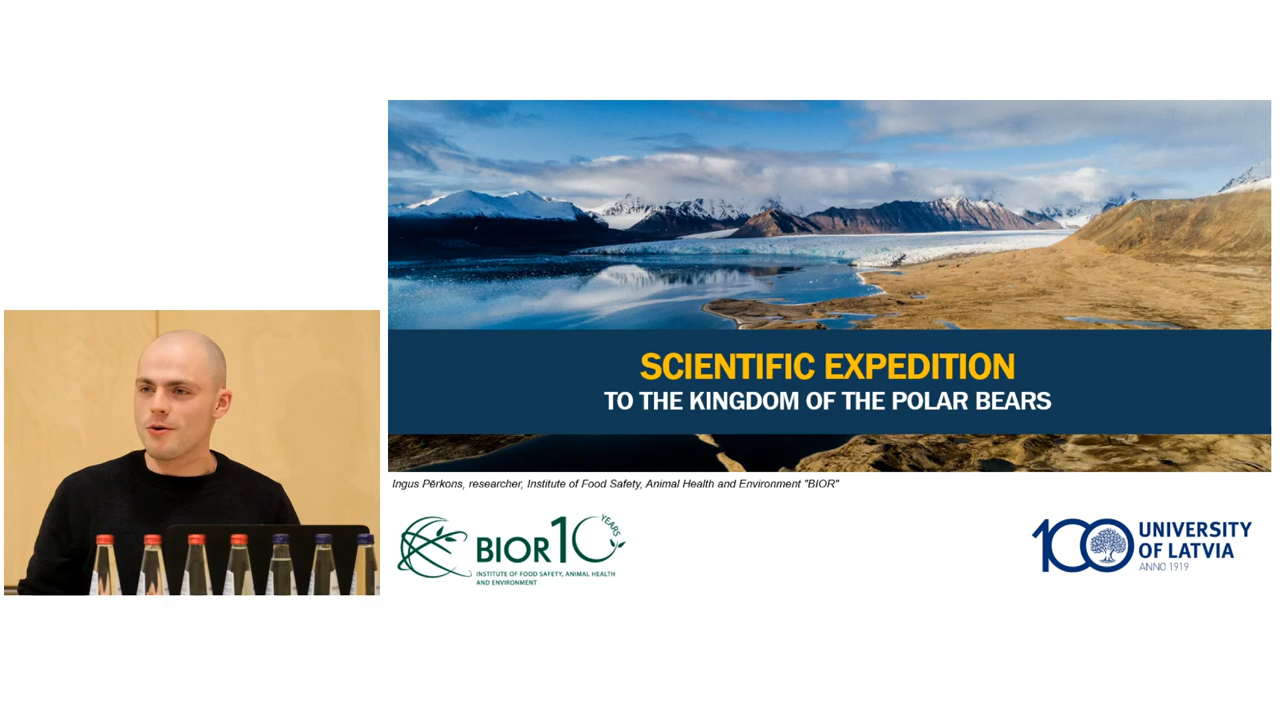 SCIENTIFIC EXPEDITION
TO THE KINGDOM OF THE POLAR BEARS
Ingus Pērkons, researcher, Institute of Food Safety, Animal Health and Environment "BIOR"
BIOR 10 YEARS
INSTITUTE OF FOOD SAFETY, ANIMAL HEALTH
AND ENVIRONMENT
100 UNIVERSITY
OF LATVIA
ANNO 1919